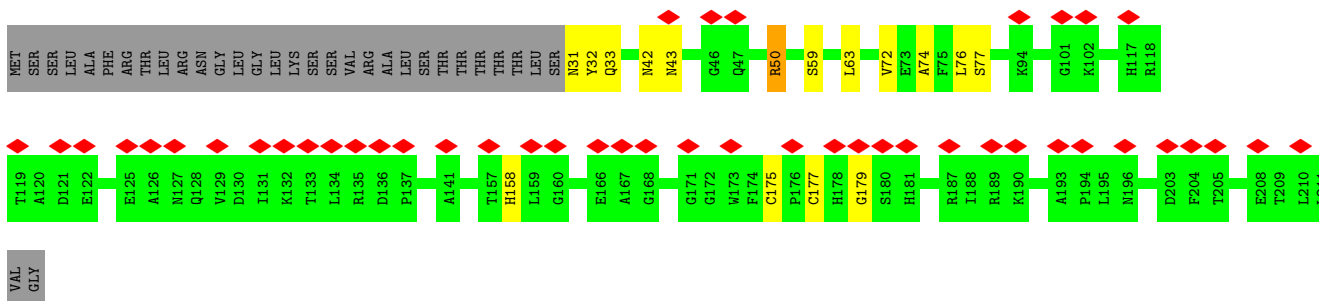 MET SER SER LEU ALA PHE ARG THR LEU ARG ASN GLY LEU GLY LEU LYS SER SER VAL ARG ALA LEU SER THR THR THR THR THR LEU SER N31 Y32 Q33 N42 N43 G46 Q47 R50 S59 L63 V72 E73 A74 F75 L76 S77 K94 G101 K102 H117 R118
T119 A120 D121 E122 E125 A126 N127 Q128 V129 D130 I131 K132 T133 L134 R135 D136 P137 A141 T157 H158 L159 G160 E166 A167 G168 G171 G172 W173 F174 C175 P176 C177 H178 G179 S180 H181 R187 I188 R189 K190 A193 P194 L195 N196 D203 F204 T205 E208 T209 L210
VAL GLY